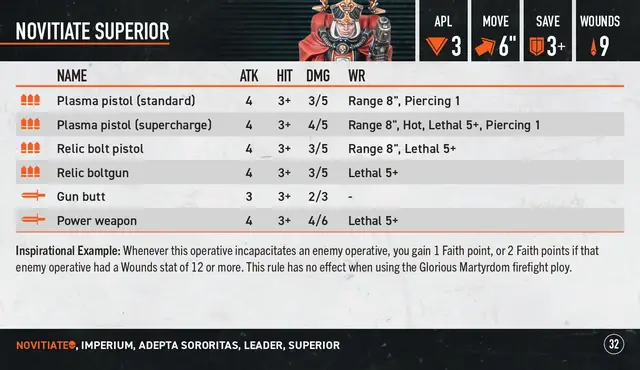 NOVITIATE SUPERIOR
APL
3
MOVE
6"
SAVE
3+
WOUNDS
9
NAME ATK HIT DMG WR
Plasma pistol (standard) 4 3+ 3/5 Range 8", Piercing 1
Plasma pistol (supercharge) 4 3+ 4/5 Range 8", Hot, Lethal 5+, Piercing 1
Relic bolt pistol 4 3+ 3/5 Range 8", Lethal 5+
Relic boltgun 4 3+ 3/5 Lethal 5+
Gun butt 3 3+ 2/3 -
Power weapon 4 3+ 4/6 Lethal 5+
Inspirational Example: Whenever this operative incapacitates an enemy operative, you gain 1 Faith point, or 2 Faith points if that
enemy operative had a Wounds stat of 12 or more. This rule has no effect when using the Glorious Martyrdom firefight ploy.
NOVITIATE, IMPERIUM, ADEPTA SORORITAS, LEADER, SUPERIOR
32